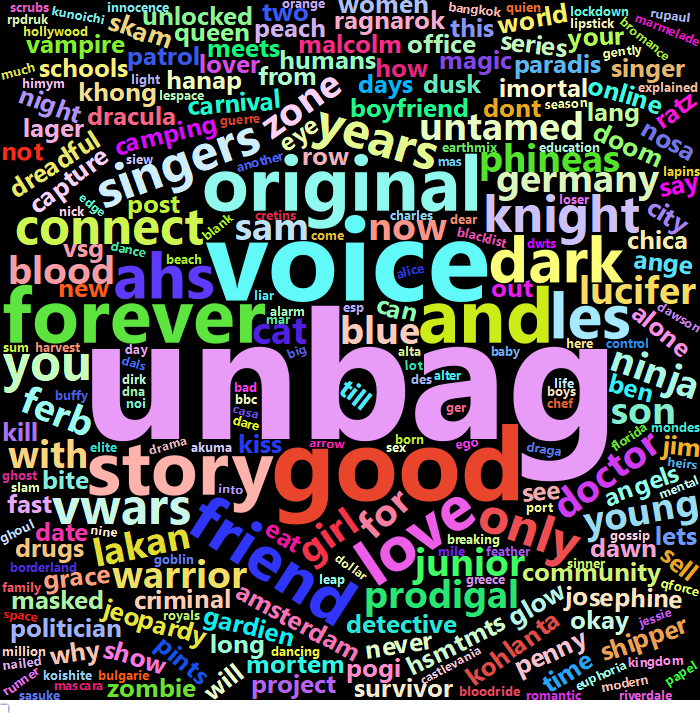 scrubs kunoichi innocence unlocked two orange women bangkok quien lockdown rupaul
rpdruk skam queen peach ragnarok this world lipstick bromance marmelade
hollywood vampire patrol meets malcolm office series your gently
much schools lover humans how magic paradis singer explained
himym light hanap from days dusk imortal online ratz
night khong lespace carnival zone boyfriend dont season lang nosa
lager dracula guerre eye years untamed doom
not camping singers row earthmix education phineas lapins
dreadful capture siew another original mas germany loser say
nick edge post blank cretins charles dear knight city
connect sam come now blacklist chica
vsg dance beach ahs voice dwts dark ange
blood new liar alice out lucifer alone dawson
forever alarm mar esp can and les
you sum harvest day cat big blue alta lot baby here control ninja
dals dirk dna noi bad bbc casa dare unbag till des alter life boys chef ben
ferb buffy ger son mondes
kill elite drama akuma kiss arrow sex born ego draga florida jim heirs
with ghost slam bite story into good see port doctor angels mental
fast vwars friend love only young
ghoul date nine lakan eat girl for breaking dawn gossip lets
drugs borderland goblin dollar mile feather junior sinner sell
family grace warrior leap greece community qforce
space masked criminal royals amsterdam prodigal glow josephine
politician jeopardy gardien detective hsmtmts okay jessie
million why show pints long dancing never castlevania kohlanta penny shipper
nailed runner koishite bulgarie will mortem pogi time euphoria kingdom papel
sasuke mascara zombie project survivor bloodride romantic modern riverdale